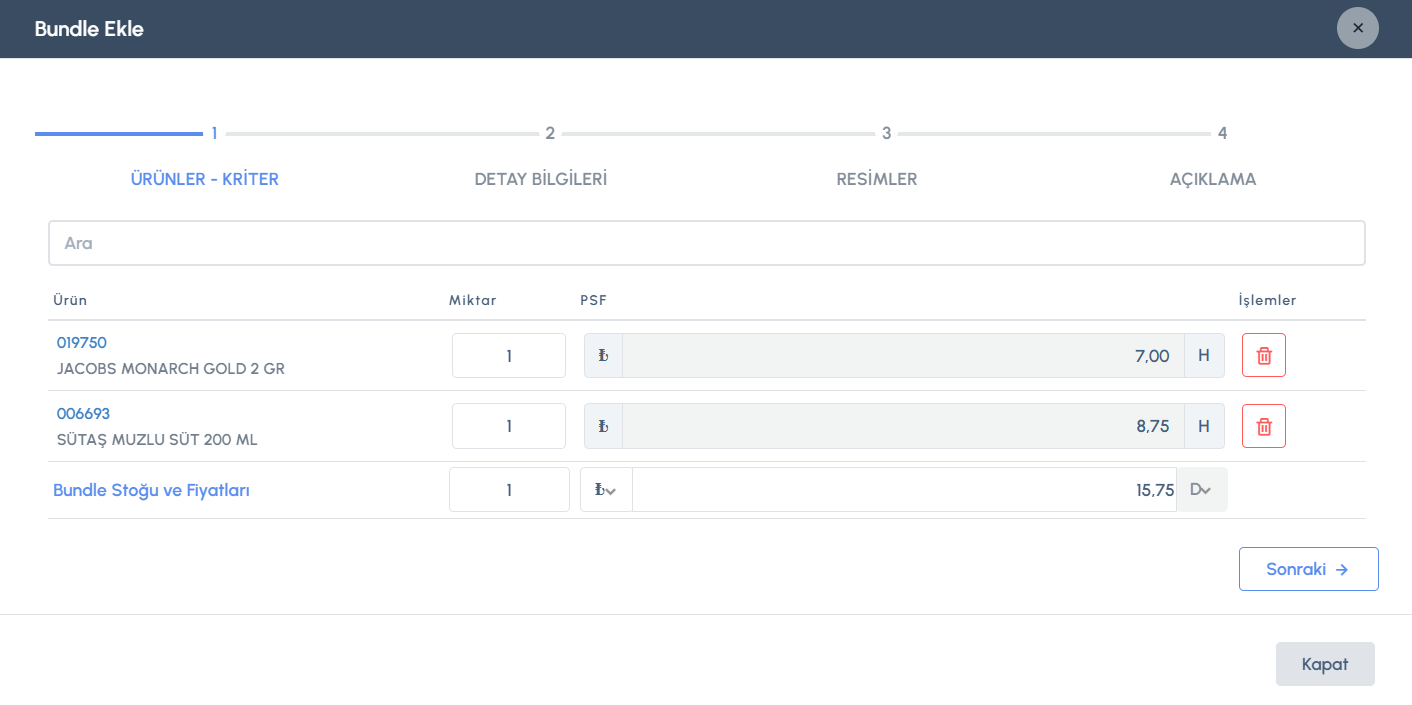 Bundle Ekle
1 2 3 4
ÜRÜNLER - KRİTER DETAY BİLGİLERİ RESİMLER AÇIKLAMA
Ara
Ürün Miktar PSF İşlemler
019750
JACOBS MONARCH GOLD 2 GR
1 ₺ 7,00 H
006693
SÜTAŞ MUZLU SÜT 200 ML
1 ₺ 8,75 H
Bundle Stoğu ve Fiyatları 1 ₺ 15,75 D
Sonraki →
Kapat